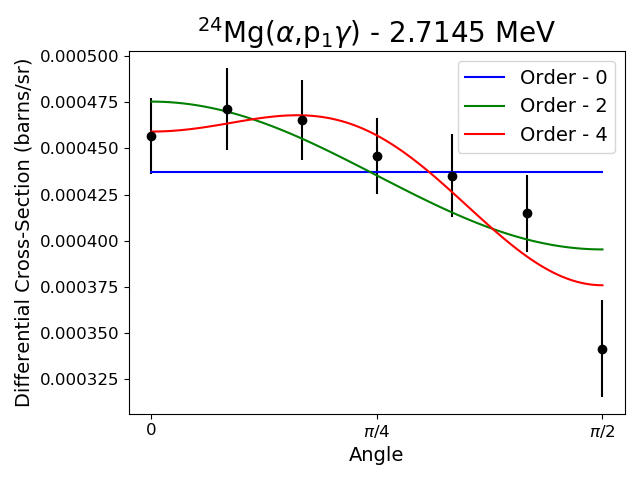 ²⁴Mg(α,p₁γ) - 2.7145 MeV
Differential Cross-Section (barns/sr)
0.000500
0.000475
0.000450
0.000425
0.000400
0.000375
0.000350
0.000325
Order - 0
Order - 2
Order - 4
0
π/4
π/2
Angle